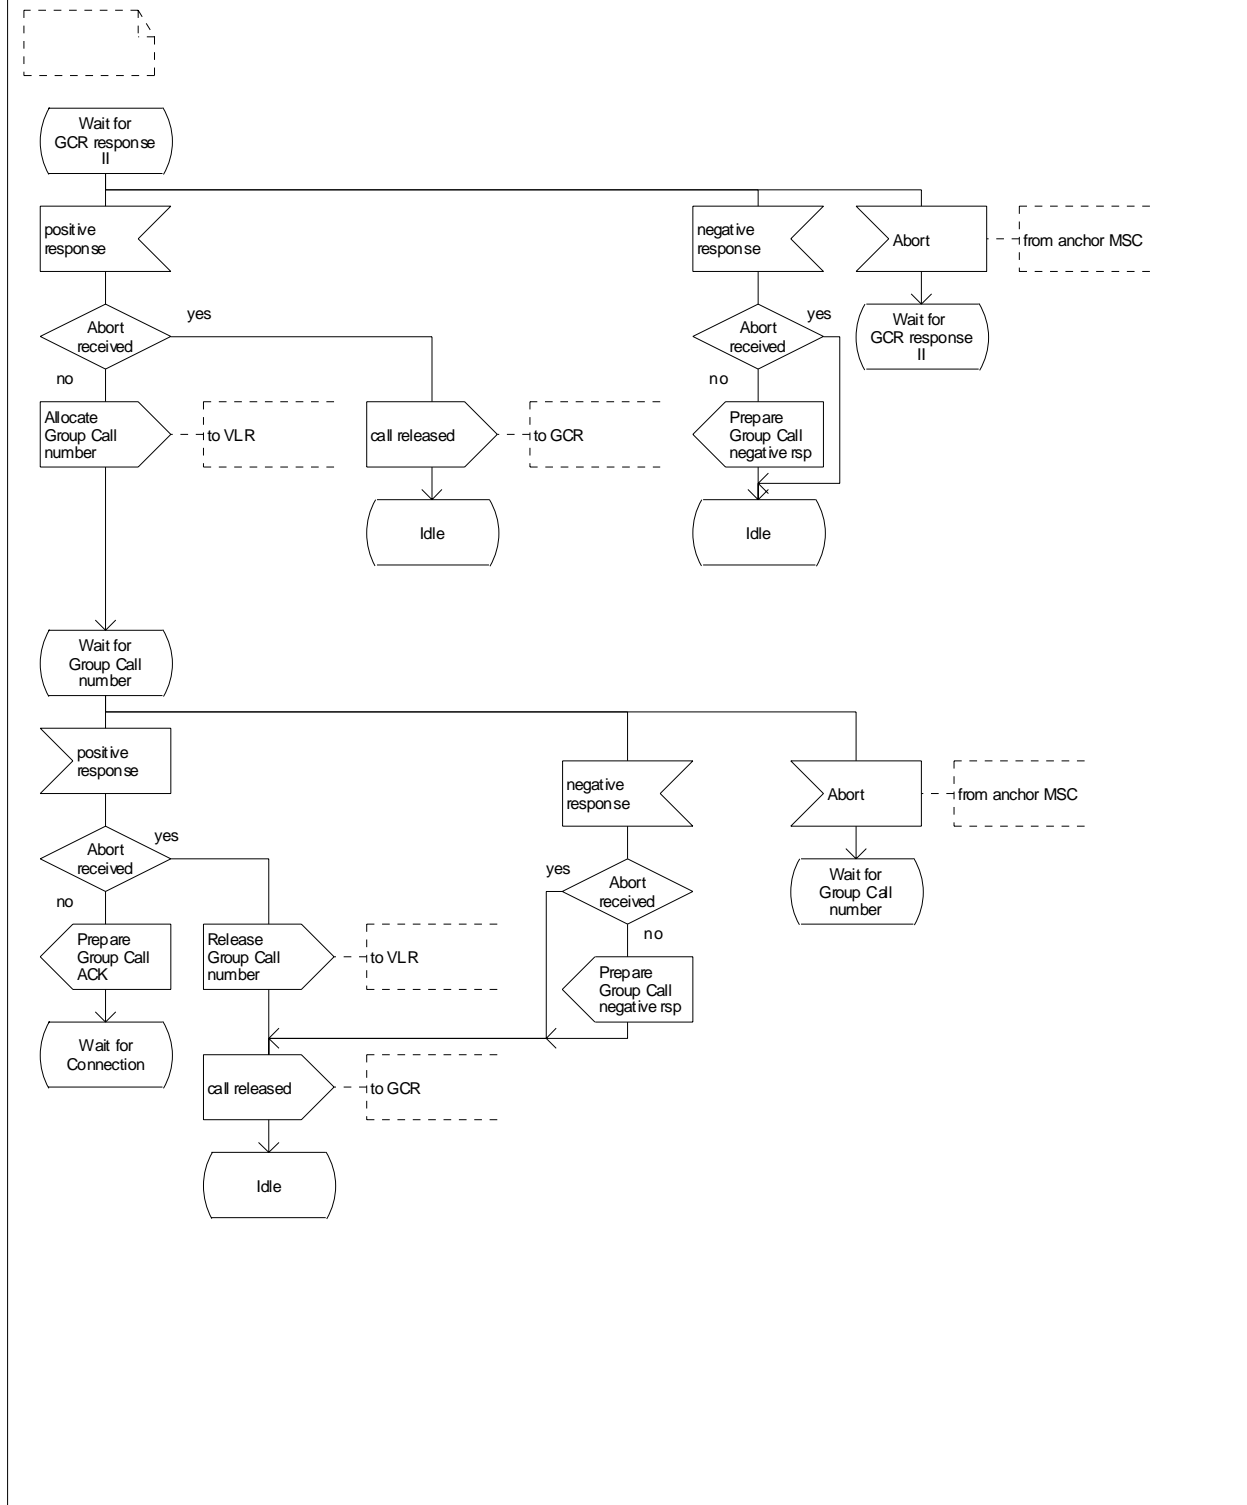 Wait for
GCR response
II
positive
response
negative
response
Abort
from anchor MSC
Abort
received
yes
no
Abort
received
yes
no
Wait for
GCR response
II
Allocate
Group Call
number
to VLR
call released
to GCR
Prepare
Group Call
negative rsp
Idle
Idle
Wait for
Group Call
number
positive
response
negative
response
Abort
from anchor MSC
Abort
received
yes
no
Abort
received
yes
no
Wait for
Group Call
number
Prepare
Group Call
ACK
Release
Group Call
number
to VLR
Prepare
Group Call
negative rsp
Wait for
Connection
call released
to GCR
Idle